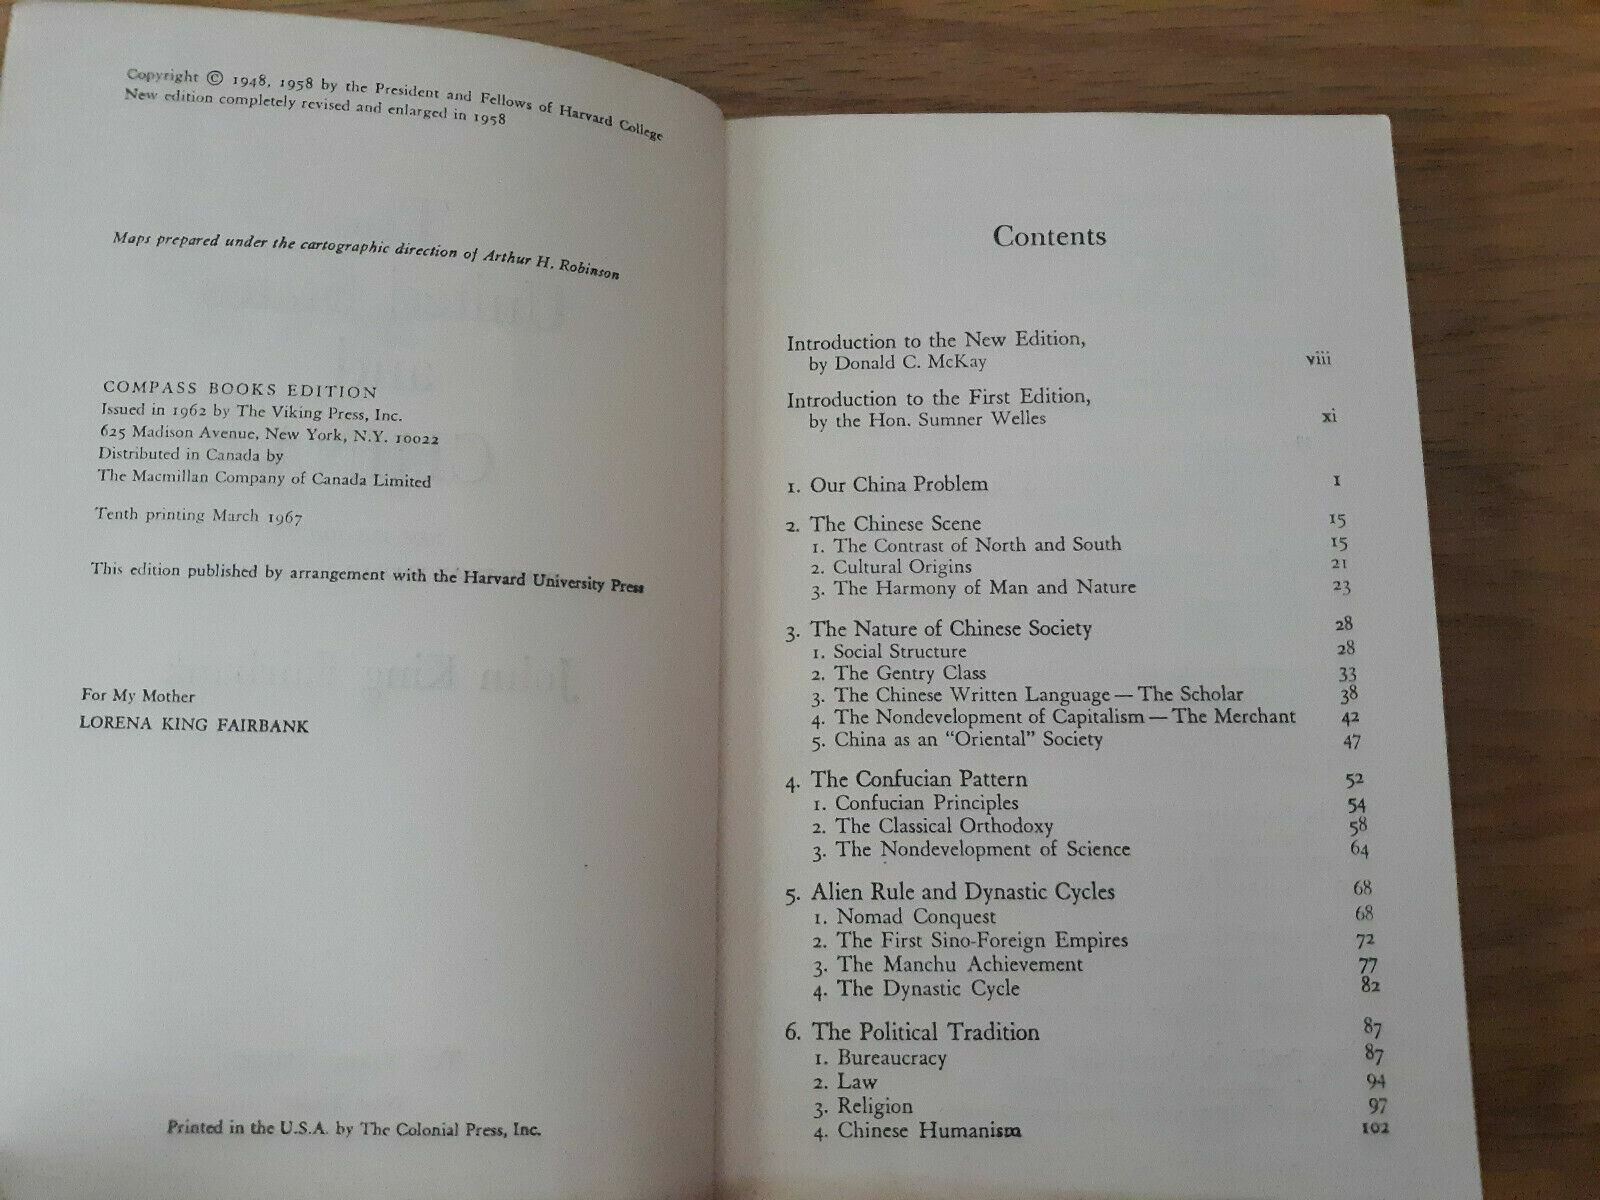 Copyright © 1948, 1958 by the President and Fellows of Harvard College
New edition completely revised and enlarged in 1958
Maps prepared under the cartographic direction of Arthur H. Robinson
COMPASS BOOKS EDITION
Issued in 1962 by The Viking Press, Inc.
625 Madison Avenue, New York, N.Y. 10022
Distributed in Canada by
The Macmillan Company of Canada Limited
Tenth printing March 1967
This edition published by arrangement with the Harvard University Press
For My Mother
LORENA KING FAIRBANK
Printed in the U.S.A. by The Colonial Press, Inc.
Contents
Introduction to the New Edition,
by Donald C. McKay viii
Introduction to the First Edition,
by the Hon. Sumner Welles xi
1. Our China Problem 1
2. The Chinese Scene 15
1. The Contrast of North and South 15
2. Cultural Origins 21
3. The Harmony of Man and Nature 23
3. The Nature of Chinese Society 28
1. Social Structure 28
2. The Gentry Class 33
3. The Chinese Written Language — The Scholar 38
4. The Nondevelopment of Capitalism — The Merchant 42
5. China as an "Oriental" Society 47
4. The Confucian Pattern 52
1. Confucian Principles 54
2. The Classical Orthodoxy 58
3. The Nondevelopment of Science 64
5. Alien Rule and Dynastic Cycles 68
1. Nomad Conquest 68
2. The First Sino-Foreign Empires 72
3. The Manchu Achievement 77
4. The Dynastic Cycle 82
6. The Political Tradition 87
1. Bureaucracy 87
2. Law 94
3. Religion 97
4. Chinese Humanism 102